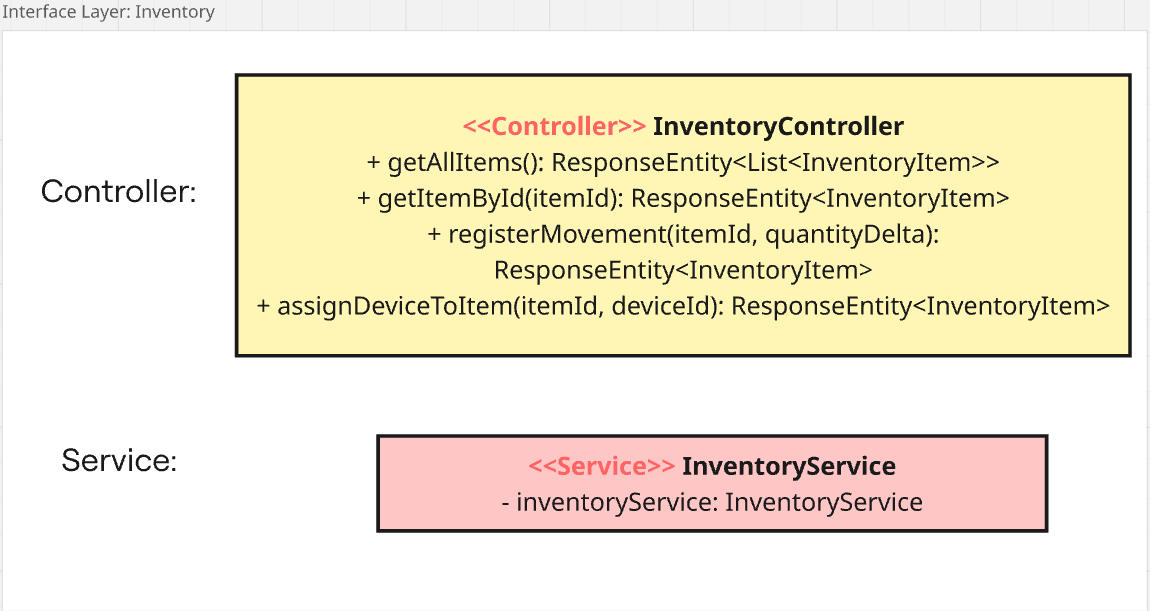 Interface Layer: Inventory
Controller:
<<Controller>> InventoryController
+ getAllItems(): ResponseEntity<List<InventoryItem>>
+ getItemById(itemId): ResponseEntity<InventoryItem>
+ registerMovement(itemId, quantityDelta):
ResponseEntity<InventoryItem>
+ assignDeviceToItem(itemId, deviceId): ResponseEntity<InventoryItem>
Service:
<<Service>> InventoryService
- inventoryService: InventoryService